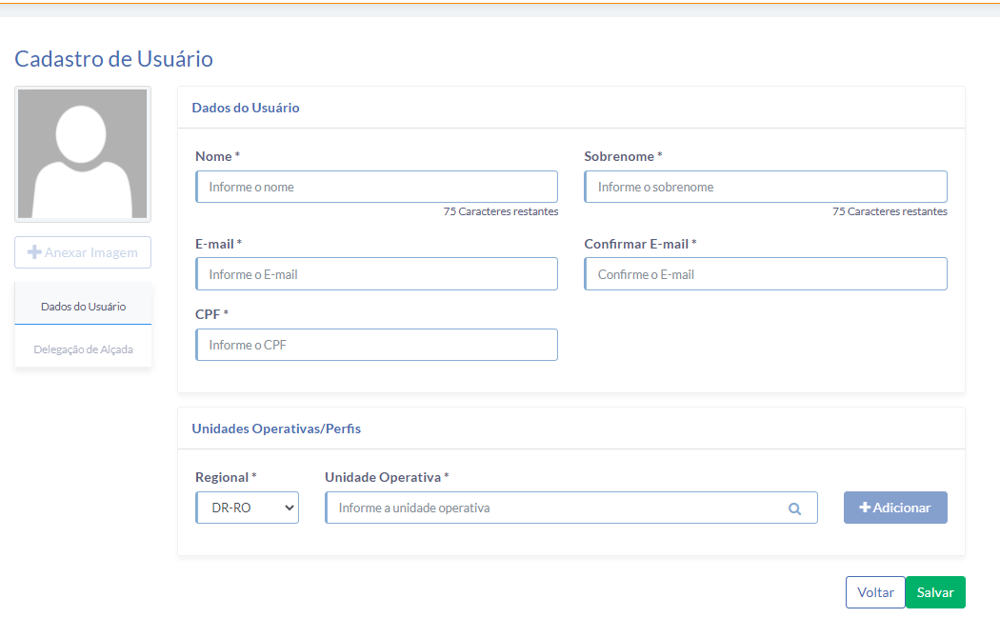 Cadastro de Usuário
Anexar Imagem
Dados do Usuário
Delegação de Alçada
Dados do Usuário
Nome *
Sobrenome *
Informe o nome
Informe o sobrenome
75 Caracteres restantes
75 Caracteres restantes
E-mail *
Confirmar E-mail *
Informe o E-mail
Confirme o E-mail
CPF *
Informe o CPF
Unidades Operativas/Perfis
Regional *
Unidade Operativa *
DR-RO
Informe a unidade operativa
Adicionar
Voltar
Salvar